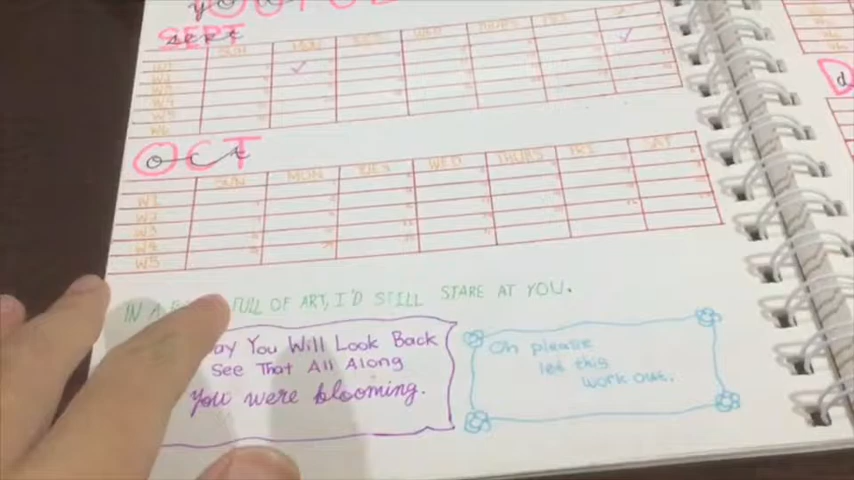 SEPT
SUN MON TUES WED THURS FRI
W1
W2
W3
W4
W5
W6
OCT
SUN MON TUES WED THURS FRI SAT
W1
W2
W3
W4
W5
IN A FULL OF ART, I'D STILL STARE AT YOU.
You Will Look Back
See That All Along
You were blooming.
Oh please
let this
work out.